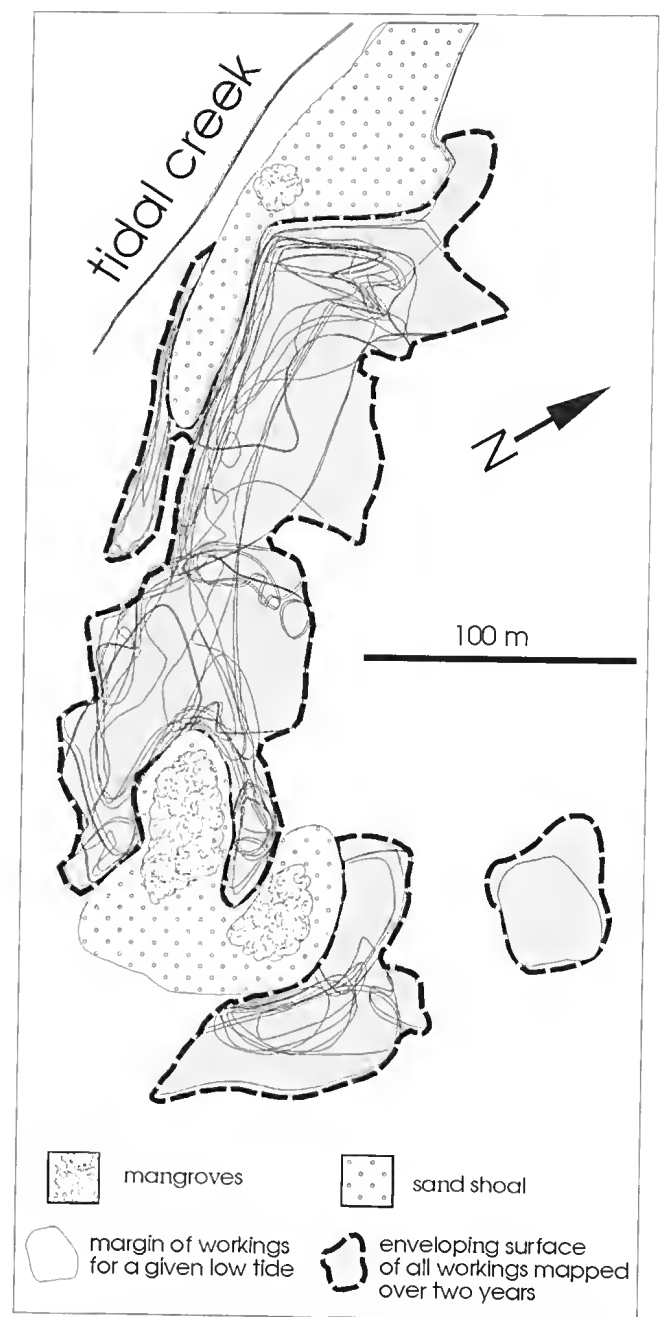 tidal creek
N
100 m
mangroves
sand shoal
margin of workings
for a given low tide
enveloping surface
of all workings mapped
over two years